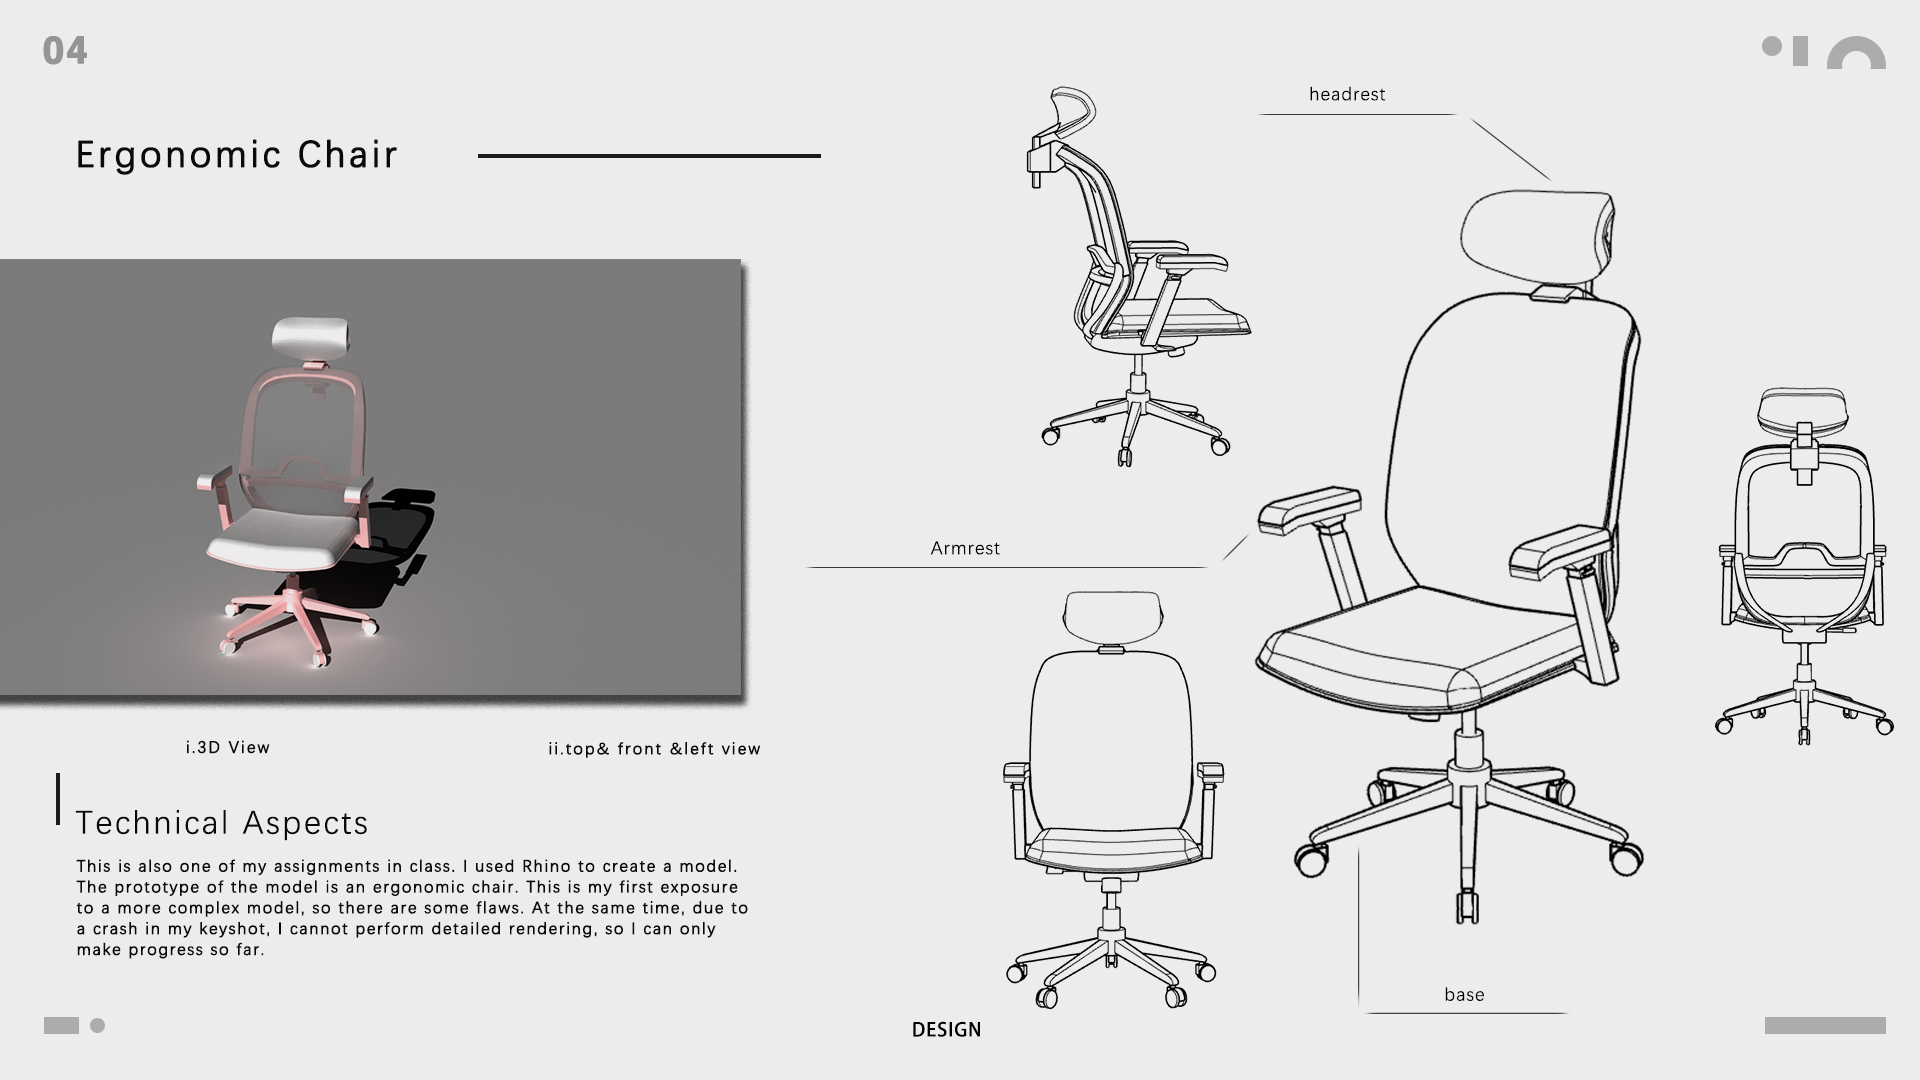 04
Ergonomic Chair
headrest
Armrest
i.3D View
ii.top& front &left view
Technical Aspects
This is also one of my assignments in class. I used Rhino to create a model.
The prototype of the model is an ergonomic chair. This is my first exposure
to a more complex model, so there are some flaws. At the same time, due to
a crash in my keyshot, I cannot perform detailed rendering, so I can only
make progress so far.
base
DESIGN